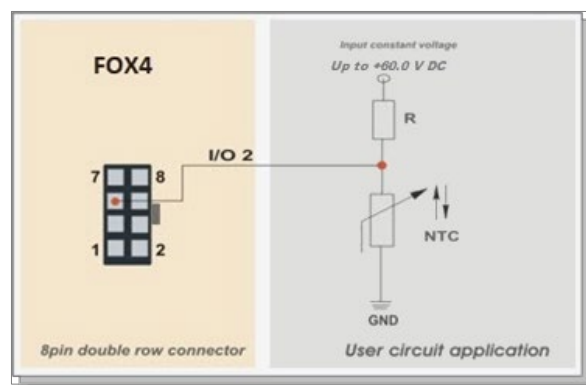 Input constant voltage
Up to +60.0 V DC
FOX4
R
I/O 2
7 8
NTC
1 2
GND
8pin double row connector
User circuit application